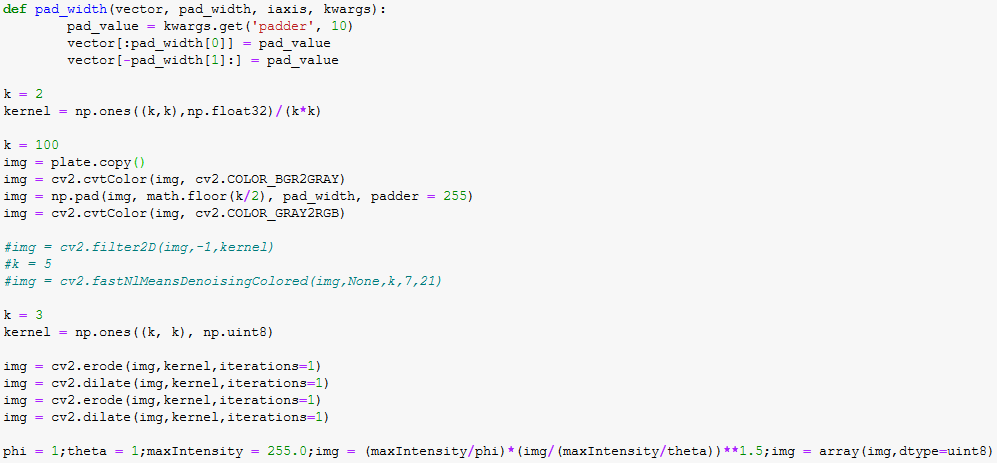 def pad_width(vector, pad_width, iaxis, kwargs):
        pad_value = kwargs.get('padder', 10)
        vector[:pad_width[0]] = pad_value
        vector[-pad_width[1]:] = pad_value
k = 2
kernel = np.ones((k,k),np.float32)/(k*k)
k = 100
img = plate.copy()
img = cv2.cvtColor(img, cv2.COLOR_BGR2GRAY)
img = np.pad(img, math.floor(k/2), pad_width, padder = 255)
img = cv2.cvtColor(img, cv2.COLOR_GRAY2RGB)
#img = cv2.filter2D(img,-1,kernel)
#k = 5
#img = cv2.fastNlMeansDenoisingColored(img,None,k,7,21)
k = 3
kernel = np.ones((k, k), np.uint8)
img = cv2.erode(img,kernel,iterations=1)
img = cv2.dilate(img,kernel,iterations=1)
img = cv2.erode(img,kernel,iterations=1)
img = cv2.dilate(img,kernel,iterations=1)
phi = 1;theta = 1;maxIntensity = 255.0;img = (maxIntensity/phi)*(img/(maxIntensity/theta))**1.5;img = array(img,dtype=uint8)